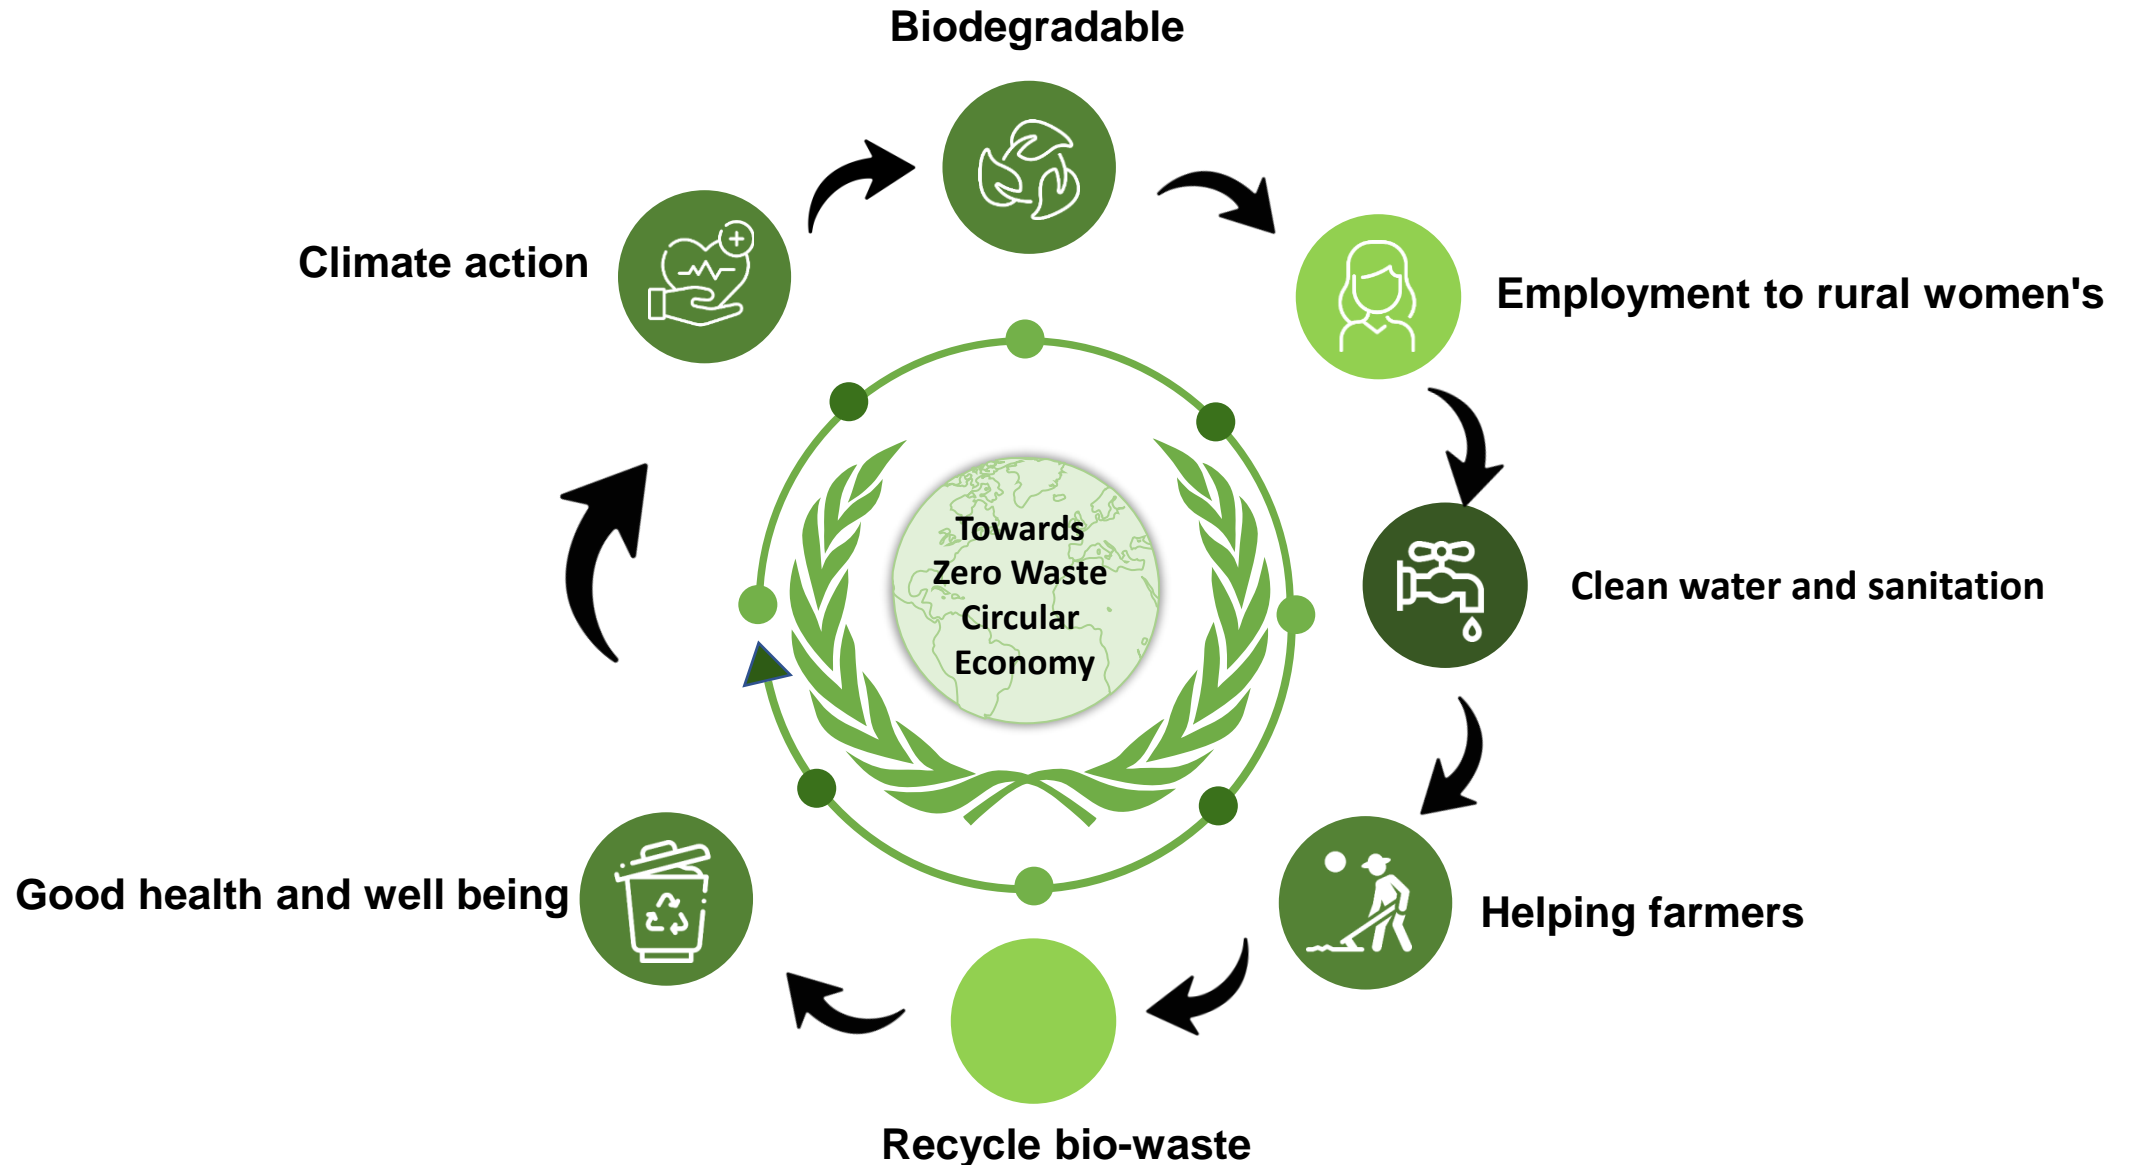 Biodegradable
Climate action
Employment to rural women's
Towards
Zero Waste
Circular
Economy
Clean water and sanitation
Good health and well being
Helping farmers
Recycle bio-waste